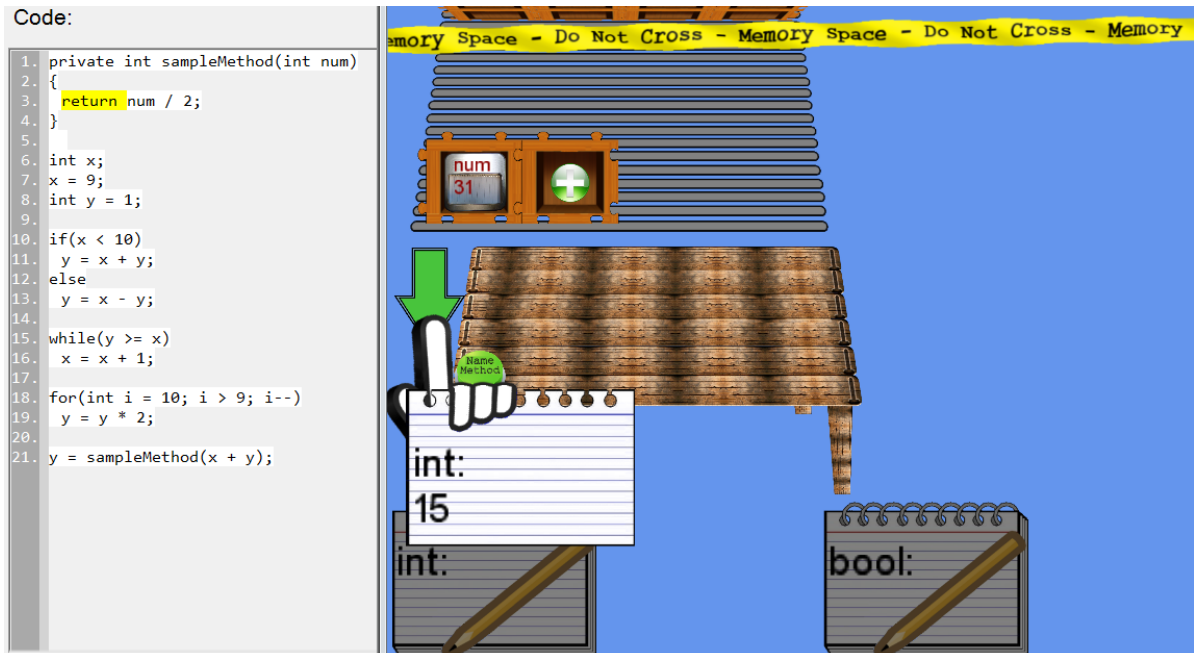 Code:
1. private int sampleMethod(int num)
2. {
3. return num / 2;
4. }
5.
6. int x;
7. x = 9;
8. int y = 1;
9.
10. if(x < 10)
11. y = x + y;
12. else
13. y = x - y;
14.
15. while(y >= x)
16. x = x + 1;
17.
18. for(int i = 10; i > 9; i--)
19. y = y * 2;
20.
21. y = sampleMethod(x + y);
emory Space - Do Not Cross - Memory Space - Do Not Cross - Memory
num
31
Name
Method
int:
15
int:
bool: